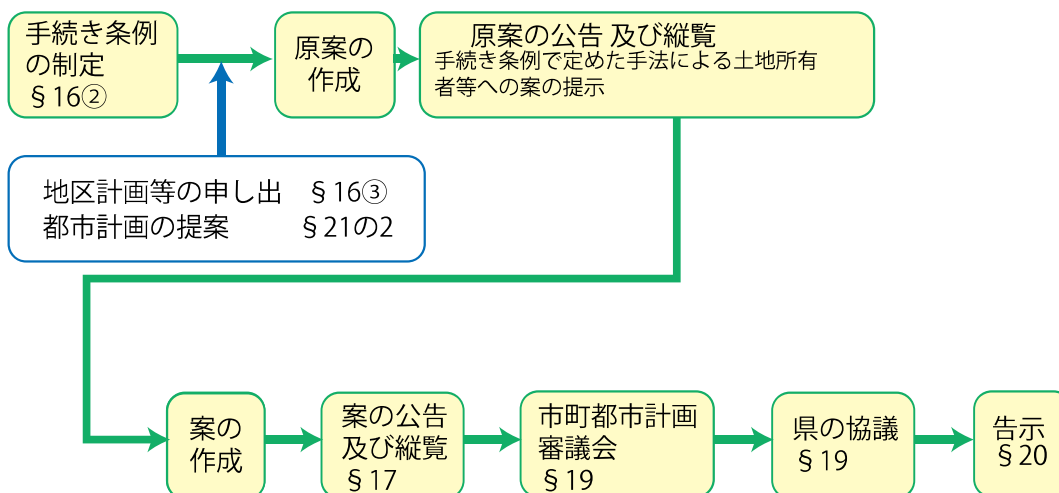 手続き条例
の制定
§16②
原案の
作成
原案の公告 及び縦覧
手続き条例で定めた手法による土地所有
者等への案の提示
地区計画等の申し出 §16③
都市計画の提案 §21の2
案の
作成
案の公告
及び縦覧
§17
市町都市計画
審議会
§19
県の協議
§19
告示
§20